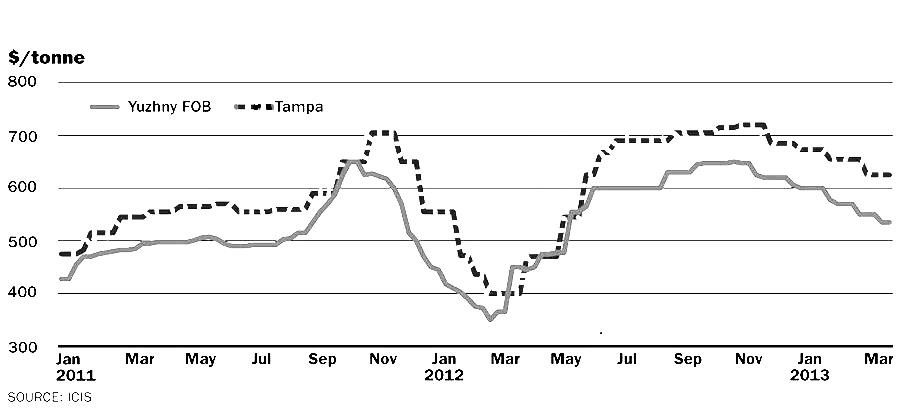 $/tonne
800
Yuzhny FOB Tampa
700
600
500
400
300
Jan Mar May Jul Sep Nov Jan Mar May Jul Sep Nov Jan Mar
2011 2012 2013
SOURCE: ICIS